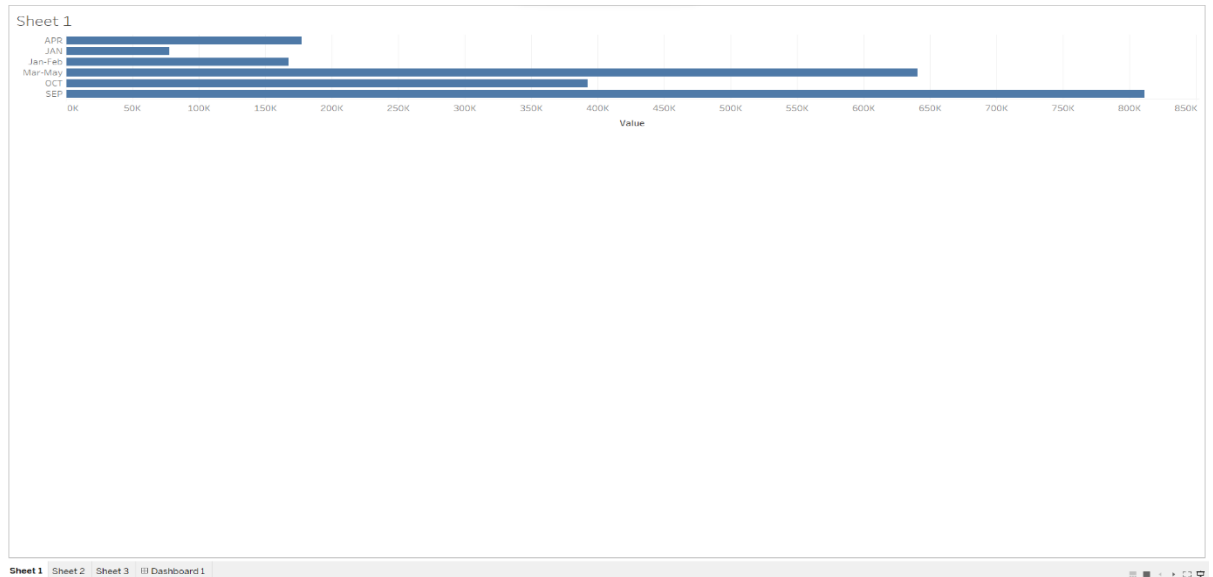 Sheet 1
APR
JAN
Jan-Feb
Mar-May
OCT
SEP
0K 50K 100K 150K 200K 250K 300K 350K 400K 450K 500K 550K 600K 650K 700K 750K 800K 850K
Value
Sheet 1 Sheet 2 Sheet 3 Dashboard 1